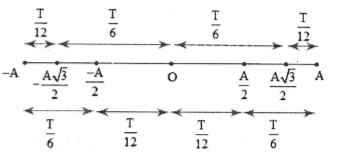 T/12 T/6 T/6 T/12
-A -A√3/2 -A/2 O A/2 A√3/2 A
T/6 T/12 T/12 T/6